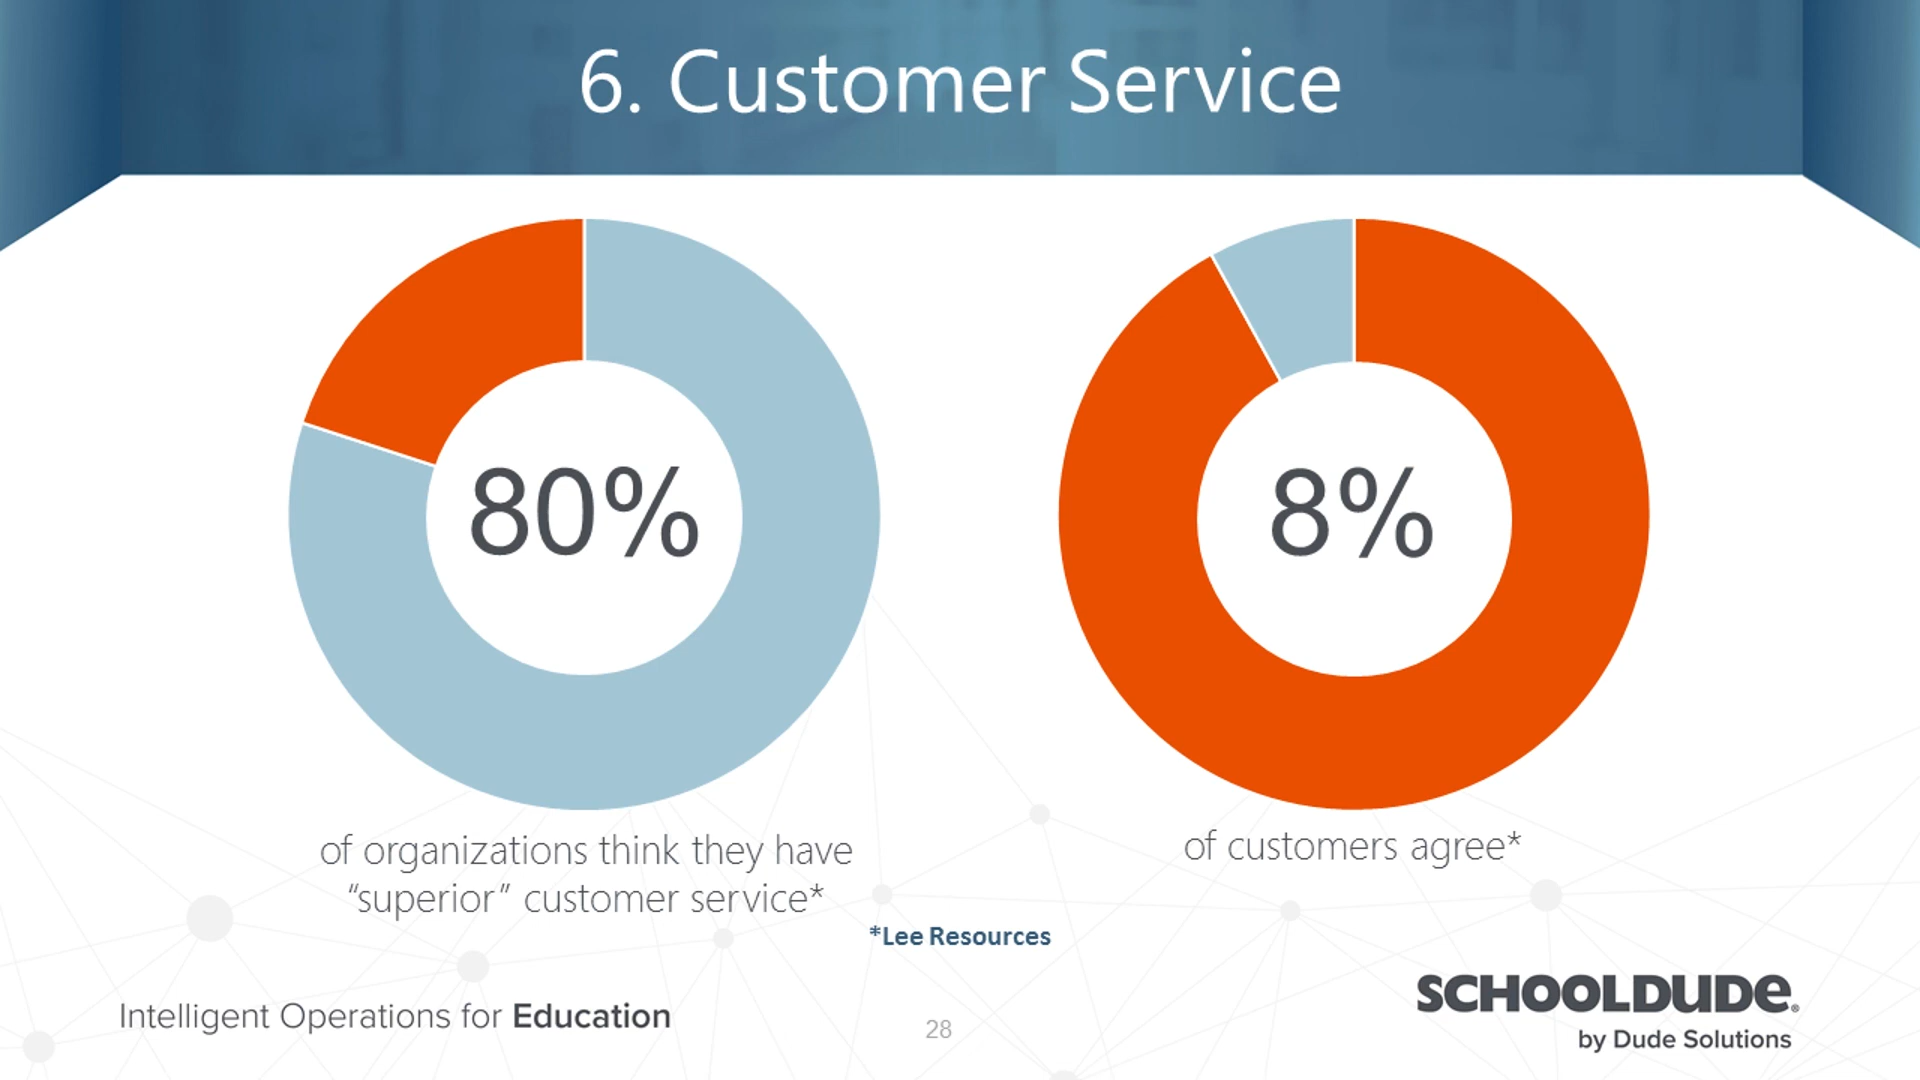 6. Customer Service
80%
of organizations think they have
“superior” customer service*
8%
of customers agree*
*Lee Resources
Intelligent Operations for Education
28
SCHOOLDUDe®
by Dude Solutions